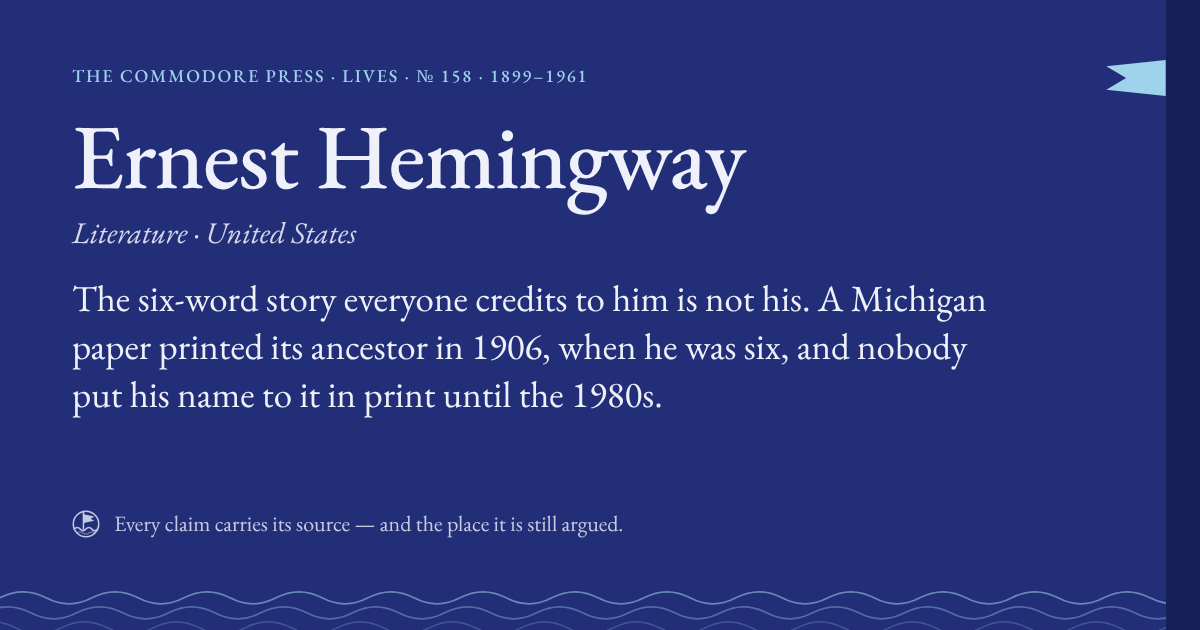 THE COMMODORE PRESS · LIVES · № 158 · 1899–1961
Ernest Hemingway
Literature · United States
The six-word story everyone credits to him is not his. A Michigan
paper printed its ancestor in 1906, when he was six, and nobody
put his name to it in print until the 1980s.
Every claim carries its source — and the place it is still argued.